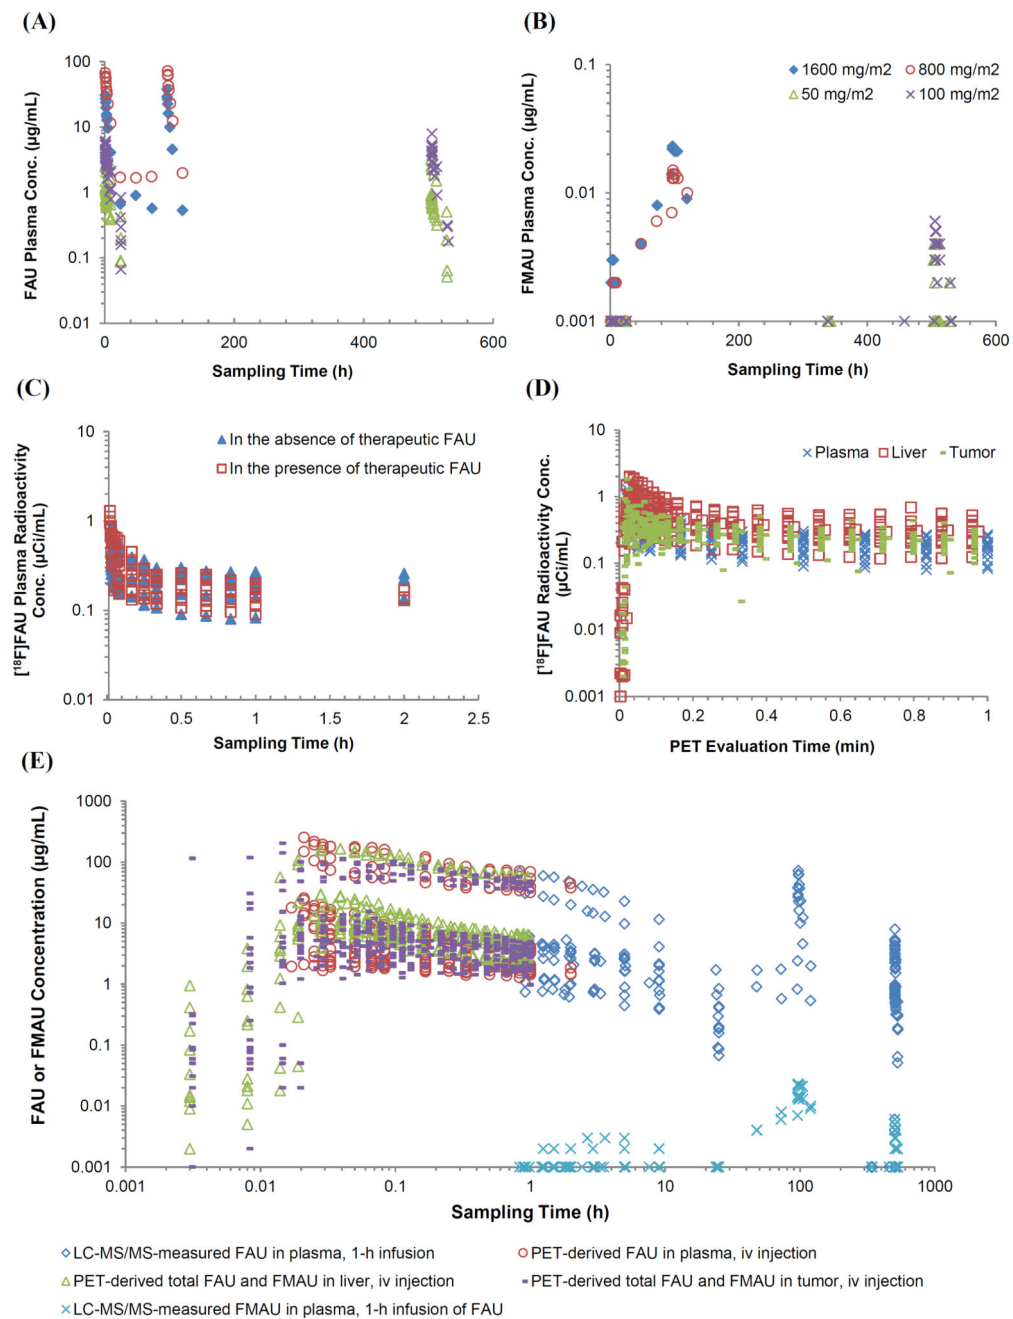 (A)
(B)
FAU Plasma Conc. (µg/mL)
100
10
1
0.1
0.01
0
200
400
600
Sampling Time (h)
FMAU Plasma Conc. (µg/mL)
0.1
0.01
0.001
0
200
400
600
Sampling Time (h)
1600 mg/m2
800 mg/m2
50 mg/m2
100 mg/m2
(C)
(D)
[¹⁸F]FAU Plasma Radioactivity
Conc. (µCi/mL)
10
1
0.1
0.01
0
0.5
1
1.5
2
2.5
Sampling Time (h)
In the absence of therapeutic FAU
In the presence of therapeutic FAU
[¹⁸F]FAU Radioactivity Conc.
(µCi/mL)
10
1
0.1
0.01
0.001
0
0.2
0.4
0.6
0.8
1
PET Evaluation Time (min)
Plasma
Liver
Tumor
(E)
FAU or FMAU Concentration (µg/mL)
1000
100
10
1
0.1
0.01
0.001
0.001
0.01
0.1
1
10
100
1000
Sampling Time (h)
LC-MS/MS-measured FAU in plasma, 1-h infusion
PET-derived FAU in plasma, iv injection
PET-derived total FAU and FMAU in liver, iv injection
PET-derived total FAU and FMAU in tumor, iv injection
LC-MS/MS-measured FMAU in plasma, 1-h infusion of FAU